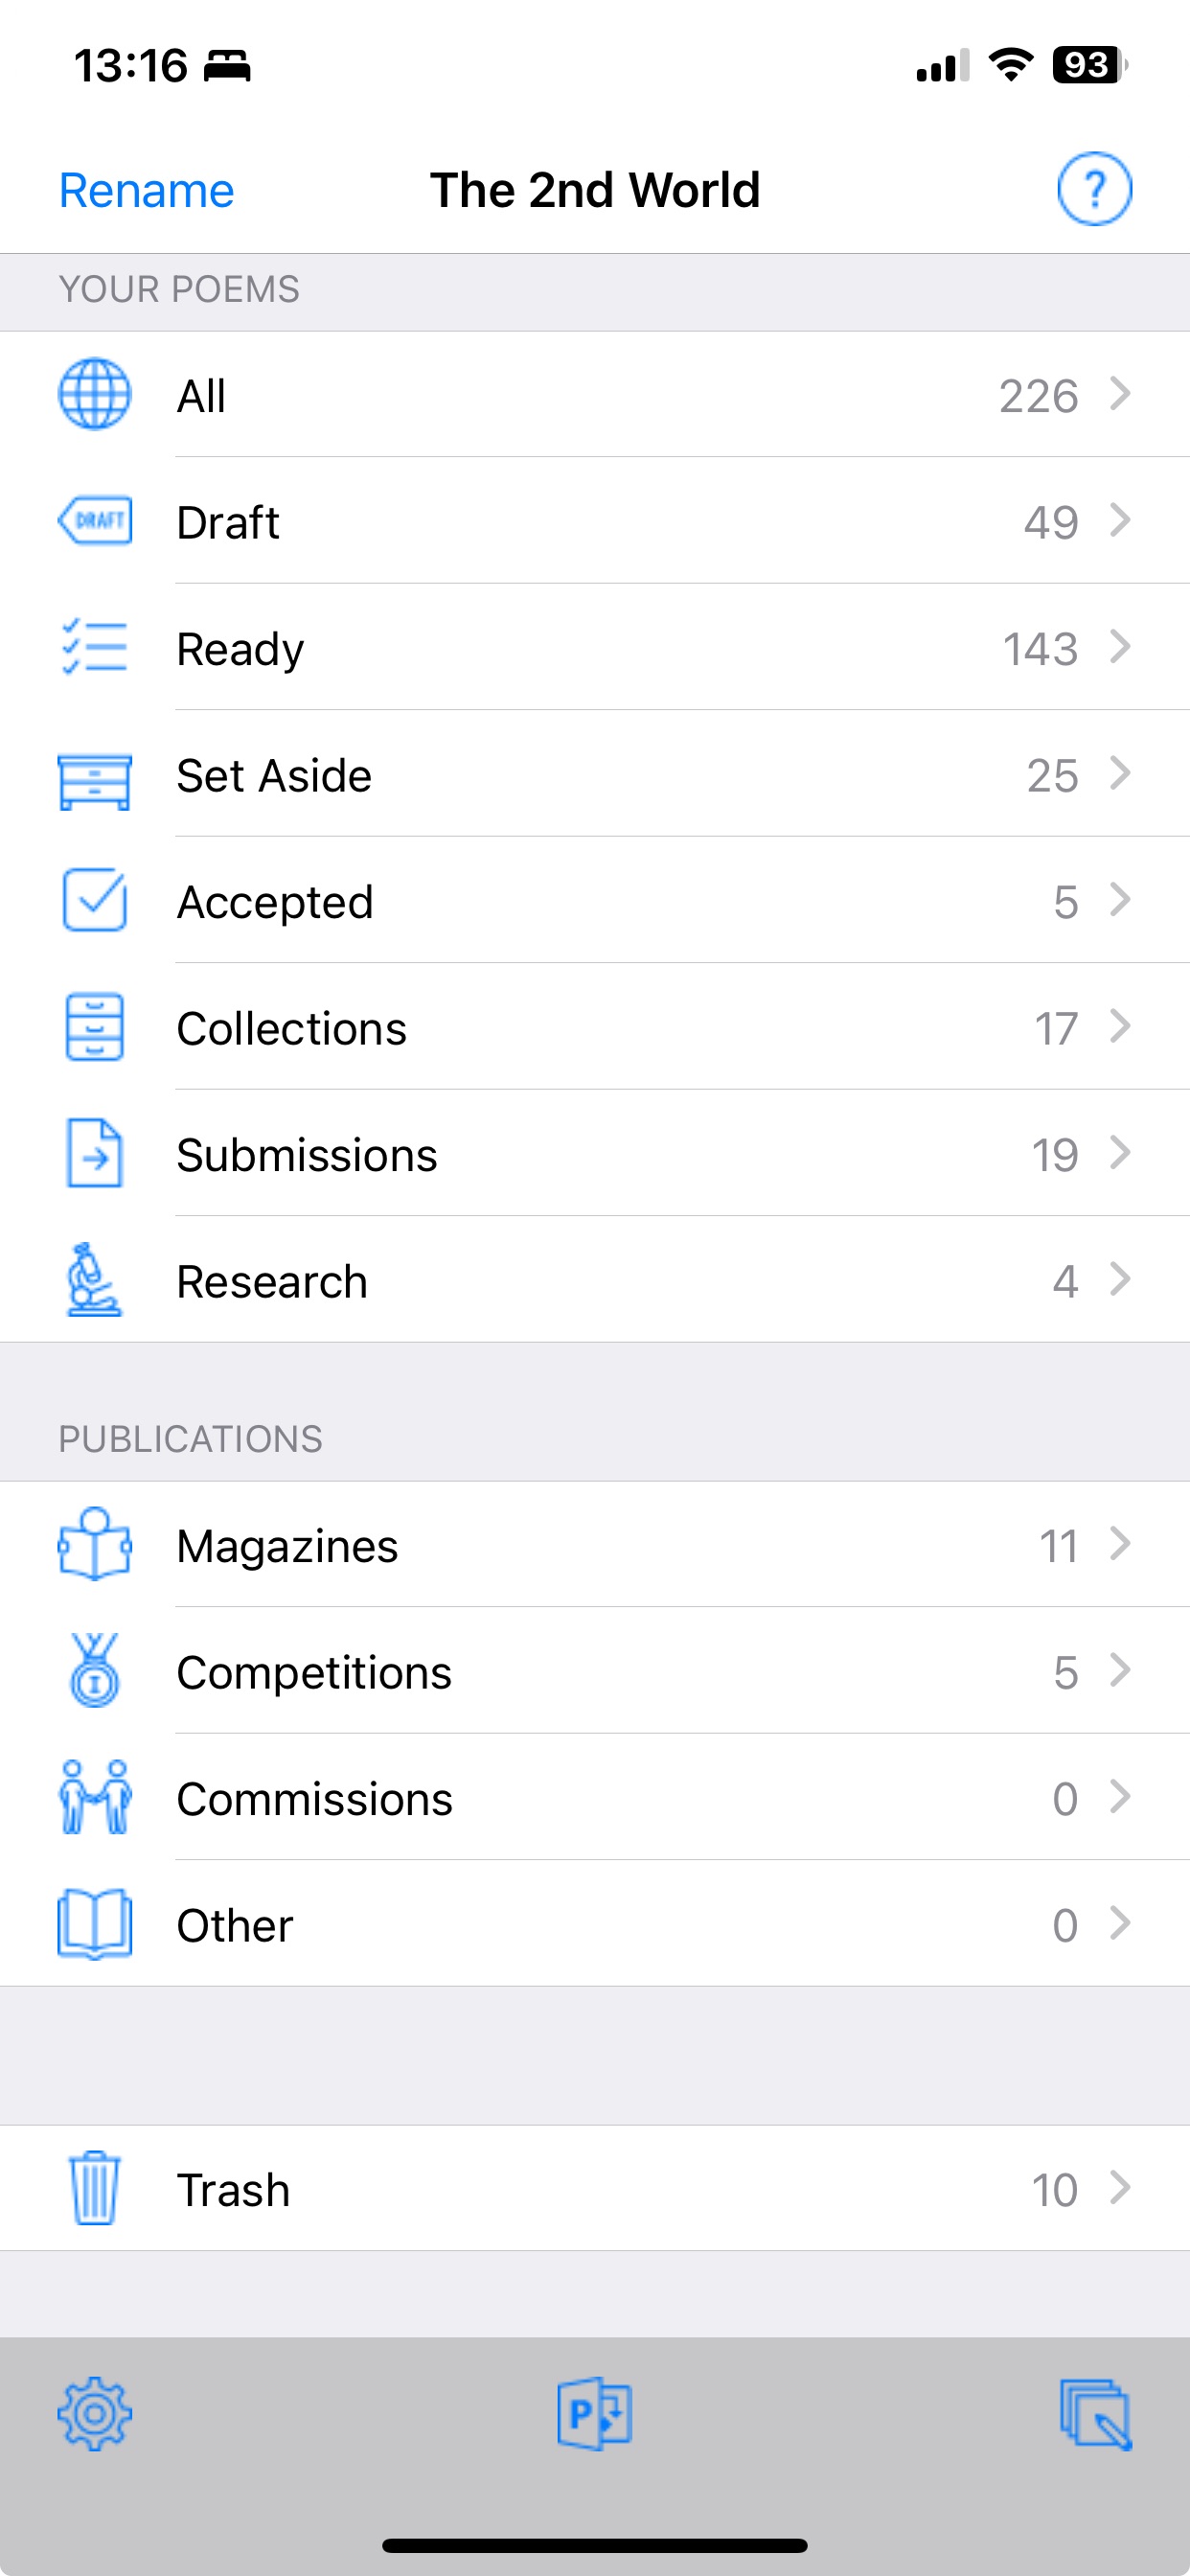 13:16 93
Rename The 2nd World ?
YOUR POEMS
All 226
DRAFT Draft 49
Ready 143
Set Aside 25
Accepted 5
Collections 17
Submissions 19
Research 4
PUBLICATIONS
Magazines 11
I Competitions 5
Commissions 0
Other 0
Trash 10
P